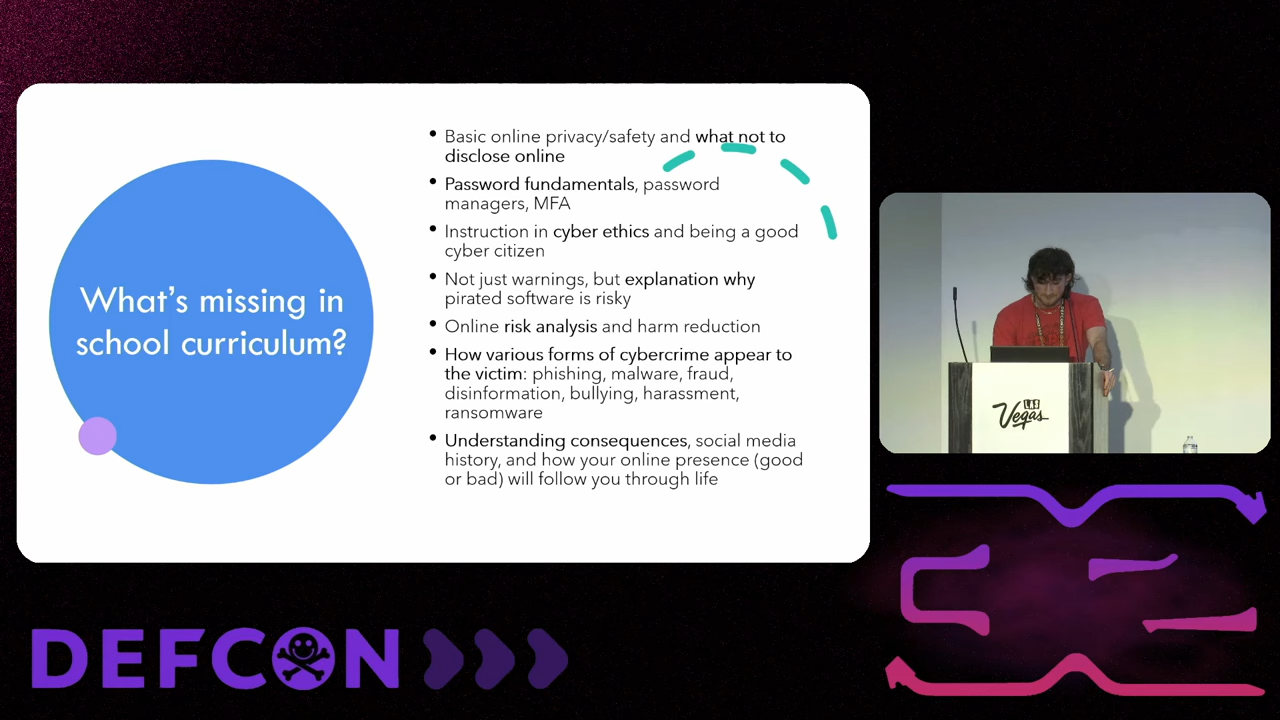 What's missing in
school curriculum?
• Basic online privacy/safety and what not to
disclose online
• Password fundamentals, password
managers, MFA
• Instruction in cyber ethics and being a good
cyber citizen
• Not just warnings, but explanation why
pirated software is risky
• Online risk analysis and harm reduction
• How various forms of cybercrime appear to
the victim: phishing, malware, fraud,
disinformation, bullying, harassment,
ransomware
• Understanding consequences, social media
history, and how your online presence (good
or bad) will follow you through life
LAS
Vegas
DEFCON